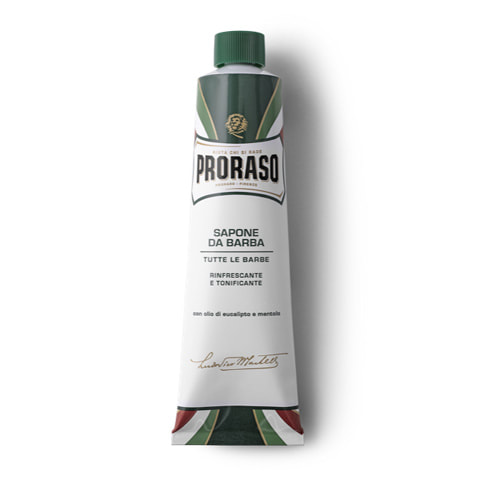 PRORASO
SAPONE
DA BARBA
TUTTE LE BARBE
RINFRESCANTE
E TONIFICANTE
con olio di eucalipto e mentolo